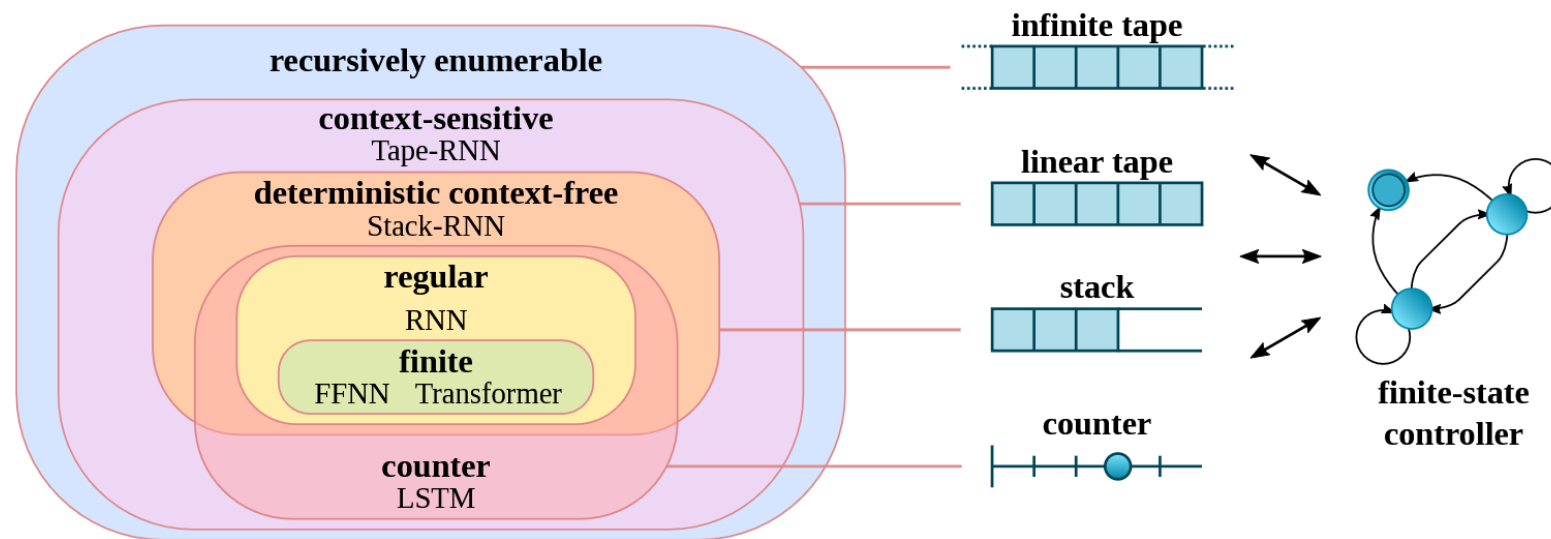 recursively enumerable
context-sensitive
Tape-RNN
deterministic context-free
Stack-RNN
regular
RNN
finite
FFNN Transformer
counter
LSTM
infinite tape
linear tape
stack
counter
finite-state
controller